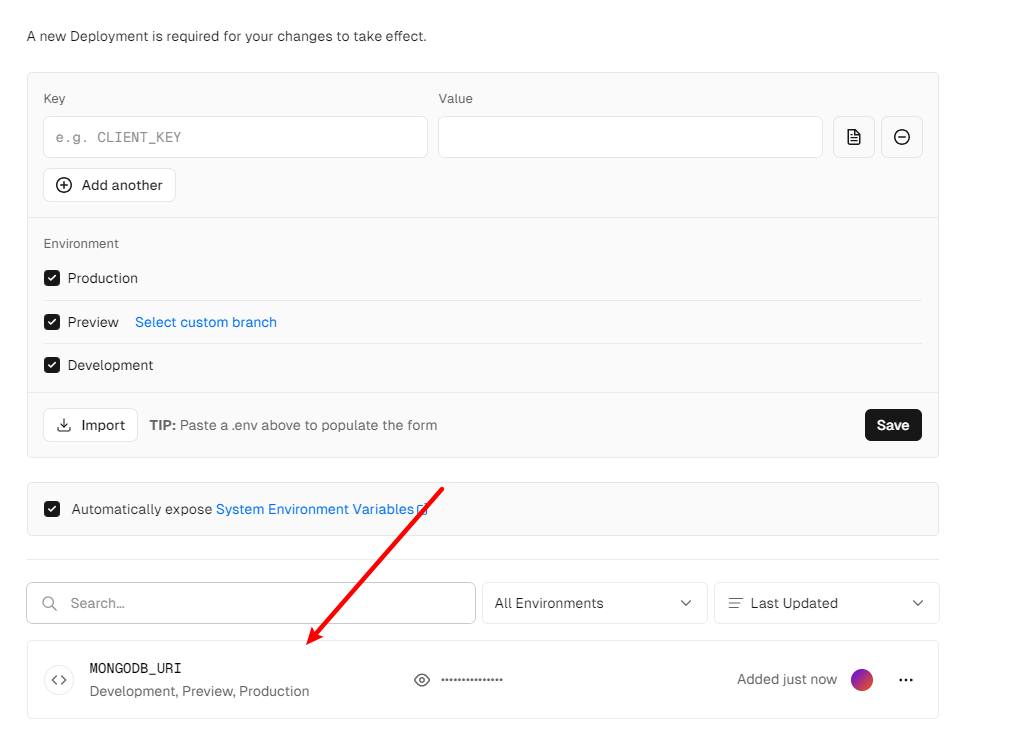 A new Deployment is required for your changes to take effect.
Key Value
e.g. CLIENT_KEY
Add another
Environment
Production
Preview Select custom branch
Development
Import TIP: Paste a .env above to populate the form Save
Automatically expose System Environment Variables
Search... All Environments Last Updated
MONGODB_URI
Development, Preview, Production
Added just now